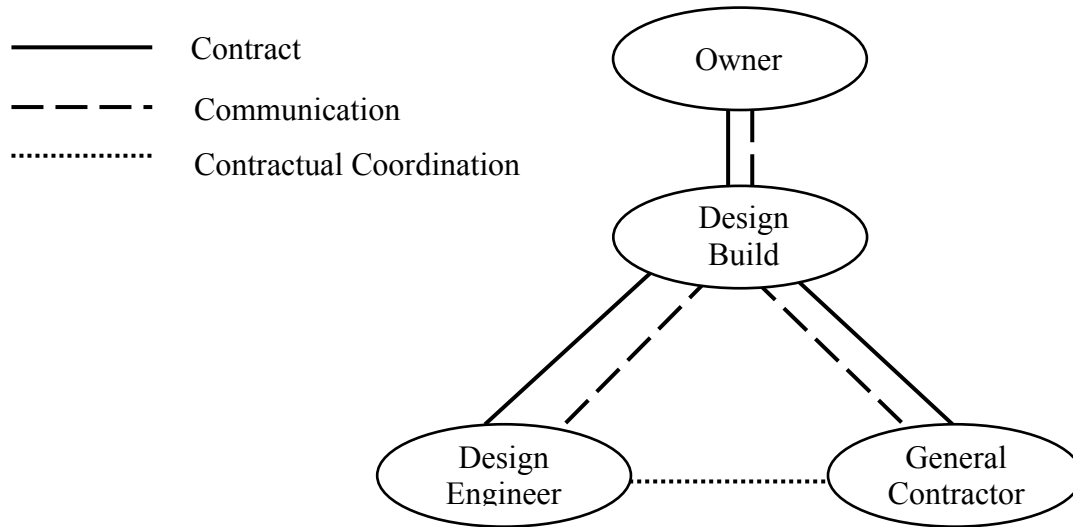 Contract
Communication
Contractual Coordination
Owner
Design
Build
Design
Engineer
General
Contractor